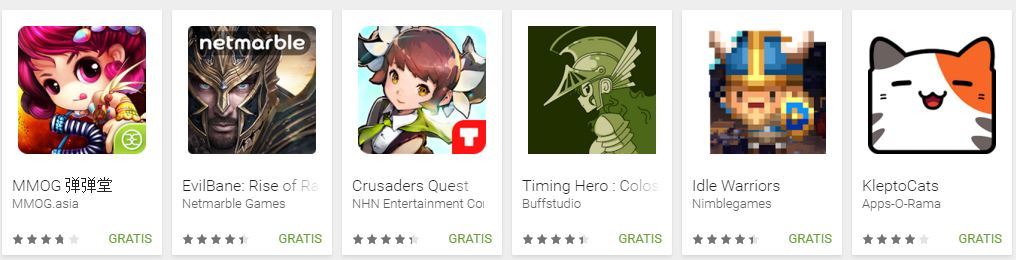 netmarble
MMOG 弹弹堂
MMOG.asia
GRATIS
EvilBane: Rise of Ra
Netmarble Games
GRATIS
Crusaders Quest
NHN Entertainment Cor
GRATIS
Timing Hero : Colos
Buffstudio
GRATIS
Idle Warriors
Nimblegames
GRATIS
KleptoCats
Apps-O-Rama
GRATIS